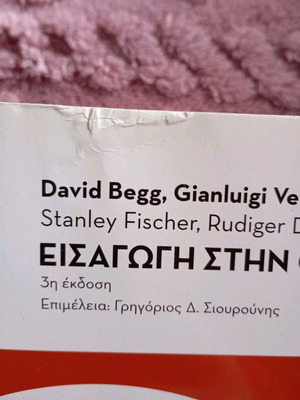 David Begg, Gianluigi Ve
Stanley Fischer, Rudiger D
ΕΙΣΑΓΩΓΗ ΣΤΗΝ
3η έκδοση
Επιμέλεια: Γρηγόριος Δ. Σιουρούνης